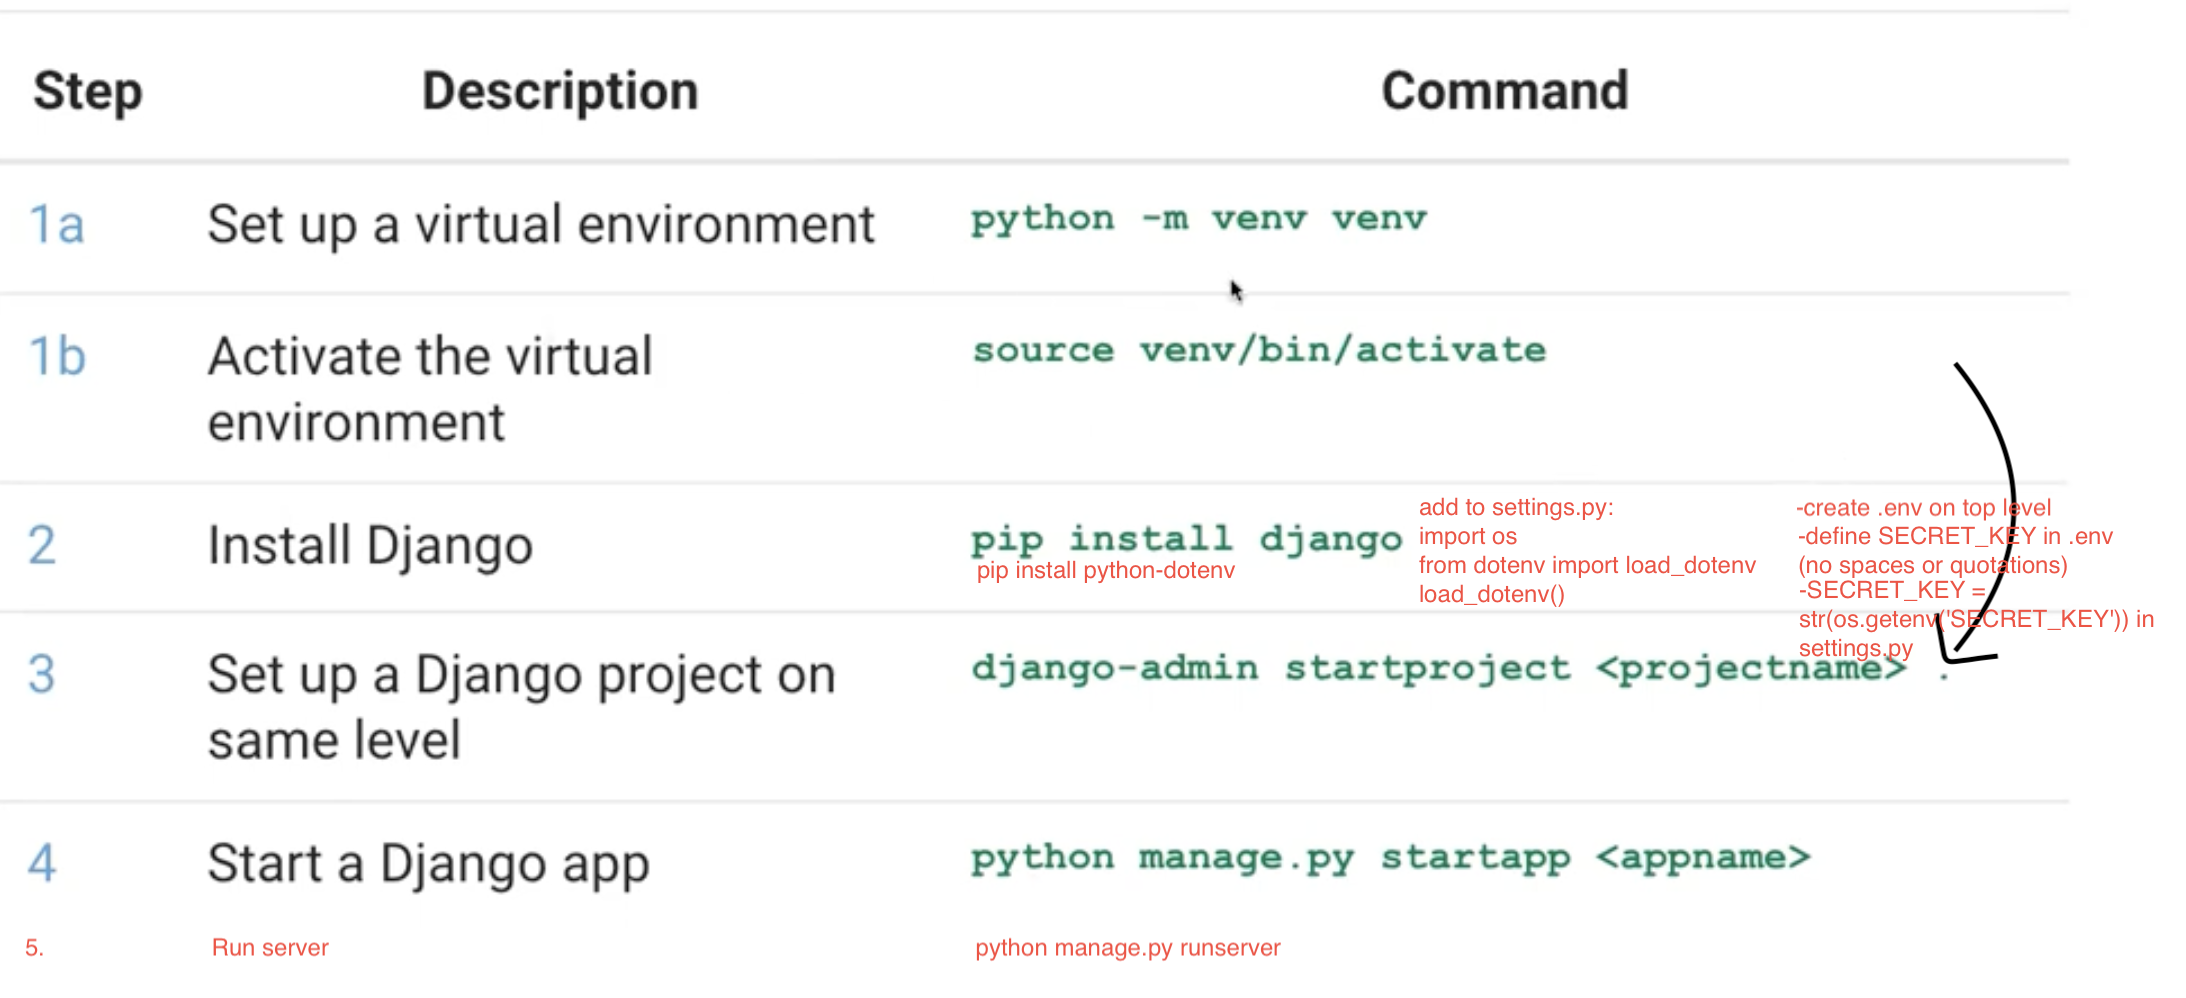 Step Description Command
1a Set up a virtual environment python -m venv venv
1b Activate the virtual source venv/bin/activate
environment
2 Install Django pip install django
pip install python-dotenv
add to settings.py:
import os
from dotenv import load_dotenv
load_dotenv()
-create .env on top level
-define SECRET_KEY in .env
(no spaces or quotations)
-SECRET_KEY =
str(os.getenv('SECRET_KEY')) in
settings.py
3 Set up a Django project on django-admin startproject <projectname> .
same level
4 Start a Django app python manage.py startapp <appname>
5. Run server python manage.py runserver